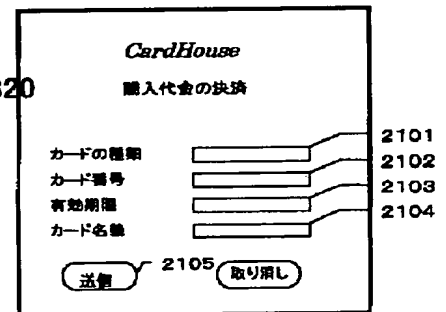 CardHouse
320
購入代金の決済
カードの種類 2101
カード番号 2102
有効期限 2103
カード名義 2104
送信 2105 取り消し